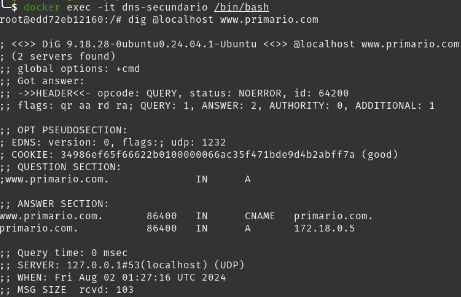 docker exec -it dns-secundario /bin/bash
root@edd72eb12160:/# dig @localhost www.primario.com
; <<>> DiG 9.18.28-0ubuntu0.24.04.1-Ubuntu <<>> @localhost www.primario.com
; (2 servers found)
;; global options: +cmd
;; Got answer:
;; ->>HEADER<<- opcode: QUERY, status: NOERROR, id: 64200
;; flags: qr aa rd ra; QUERY: 1, ANSWER: 2, AUTHORITY: 0, ADDITIONAL: 1
;; OPT PSEUDOSECTION:
; EDNS: version: 0, flags:; udp: 1232
; COOKIE: 34986ef65f66622b0100000066ac35f471bde9d4b2abff7a (good)
;; QUESTION SECTION:
;www.primario.com. IN A
;; ANSWER SECTION:
www.primario.com. 86400 IN CNAME primario.com.
primario.com. 86400 IN A 172.18.0.5
;; Query time: 0 msec
;; SERVER: 127.0.0.1#53(localhost) (UDP)
;; WHEN: Fri Aug 02 01:27:16 UTC 2024
;; MSG SIZE rcvd: 103